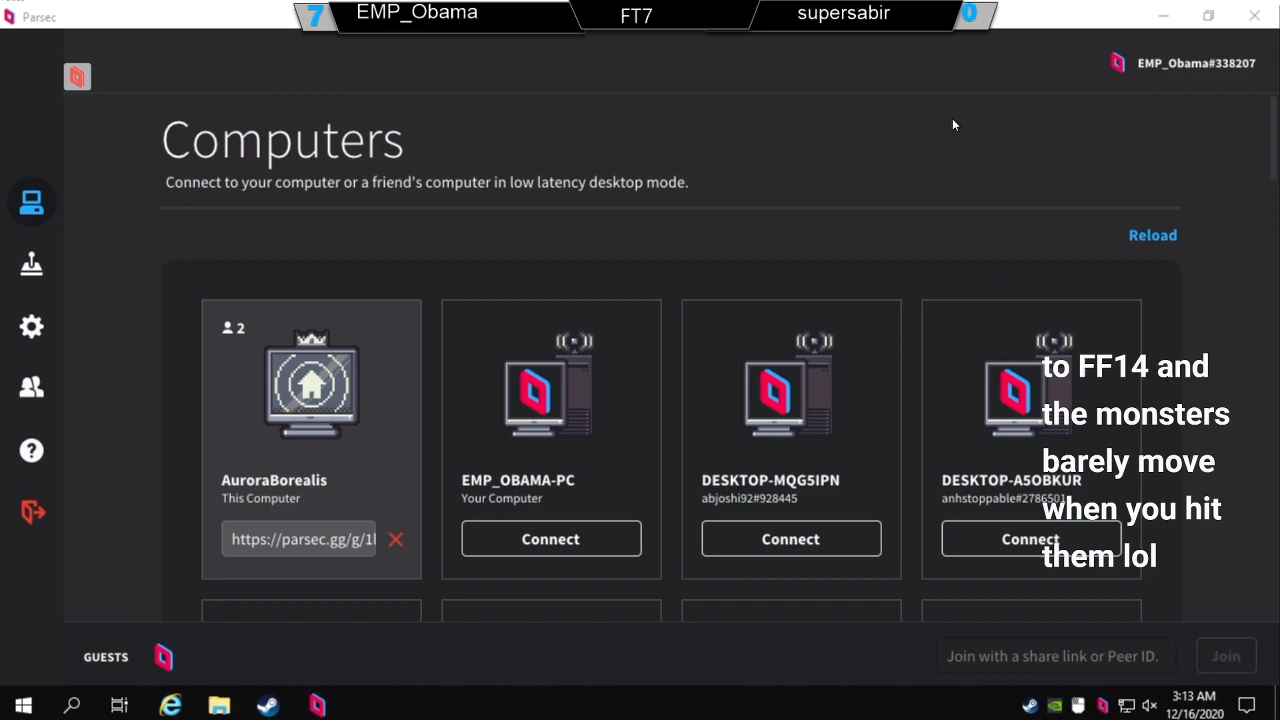 Parsec
7
EMP_Obama
FT7
supersabir
0
EMP_Obama#338207
Computers
Connect to your computer or a friend's computer in low latency desktop mode.
Reload
2
AuroraBorealis
This Computer
https://parsec.gg/g/1
EMP_OBAMA-PC
Your Computer
Connect
DESKTOP-MQG5IPN
abjoshi92#928445
Connect
DESKTOP-A5OBKUR
anhstoppable#2786501
Connect
to FF14 and
the monsters
barely move
when you hit
them lol
GUESTS
Join with a share link or Peer ID.
Join
3:13 AM
12/16/2020